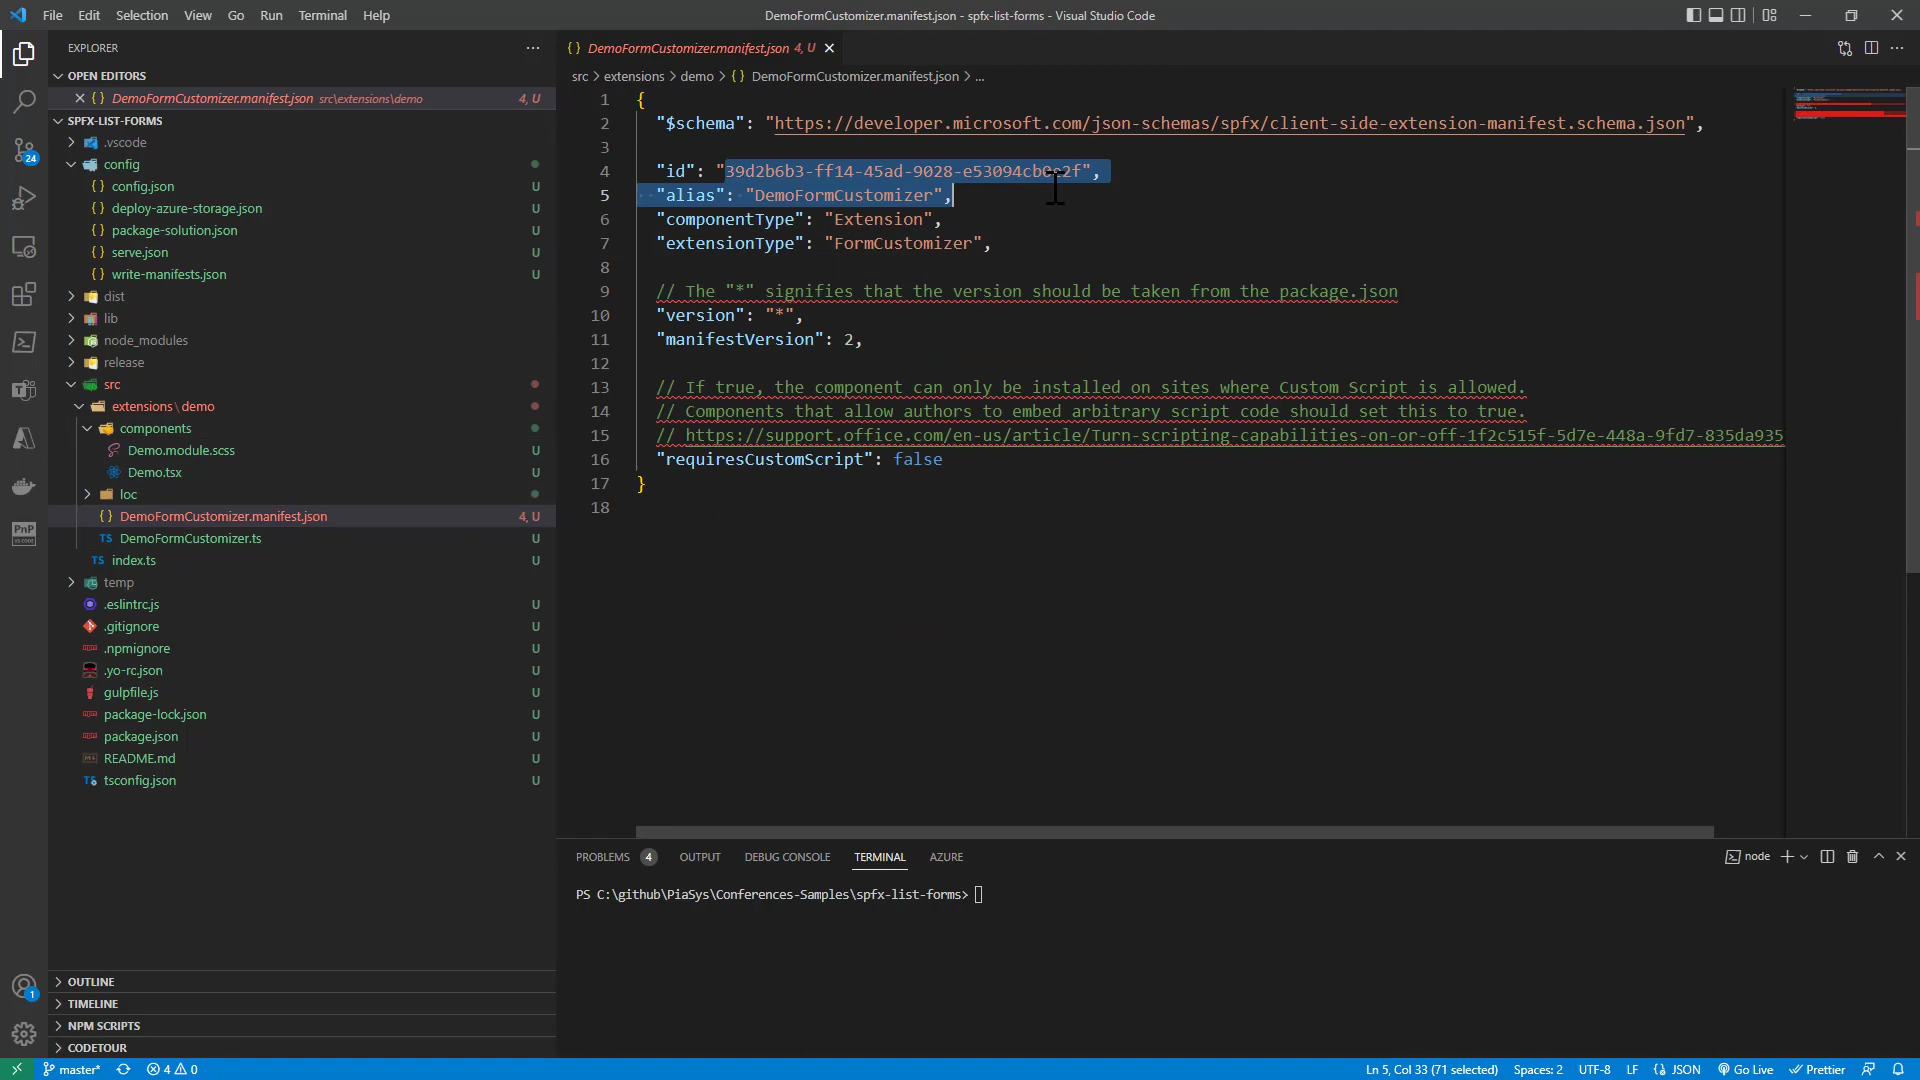 File Edit Selection View Go Run Terminal Help
DemoFormCustomizer.manifest.json - spfx-list-forms - Visual Studio Code
EXPLORER
OPEN EDITORS
DemoFormCustomizer.manifest.json src\extensions\demo 4, U
SPFX-LIST-FORMS
.vscode
config
config.json U
deploy-azure-storage.json U
package-solution.json U
serve.json U
write-manifests.json U
dist
lib
node_modules
release
src
extensions\demo
components
Demo.module.scss U
Demo.tsx U
loc
DemoFormCustomizer.manifest.json 4, U
DemoFormCustomizer.ts U
index.ts U
temp
.eslintrc.js U
.gitignore U
.npmignore U
.yo-rc.json U
gulpfile.js U
package-lock.json U
package.json U
README.md U
tsconfig.json U
OUTLINE
TIMELINE
NPM SCRIPTS
CODETOUR
24
PnP
1
DemoFormCustomizer.manifest.json 4, U
src > extensions > demo > {} DemoFormCustomizer.manifest.json > ...
1 {
2 "$schema": "https://developer.microsoft.com/json-schemas/spfx/client-side-extension-manifest.schema.json",
3
4 "id": "39d2b6b3-ff14-45ad-9028-e53094cb0c2f",
5 "alias": "DemoFormCustomizer",
6 "componentType": "Extension",
7 "extensionType": "FormCustomizer",
8
9 // The "*" signifies that the version should be taken from the package.json
10 "version": "*",
11 "manifestVersion": 2,
12
13 // If true, the component can only be installed on sites where Custom Script is allowed.
14 // Components that allow authors to embed arbitrary script code should set this to true.
15 // https://support.office.com/en-us/article/Turn-scripting-capabilities-on-or-off-1f2c515f-5d7e-448a-9fd7-835da935
16 "requiresCustomScript": false
17 }
18
PROBLEMS 4 OUTPUT DEBUG CONSOLE TERMINAL AZURE
node
PS C:\github\PiaSys\Conferences-Samples\spfx-list-forms>
master* 4 0
Ln 5, Col 33 (71 selected) Spaces: 2 UTF-8 LF {} JSON Go Live Prettier